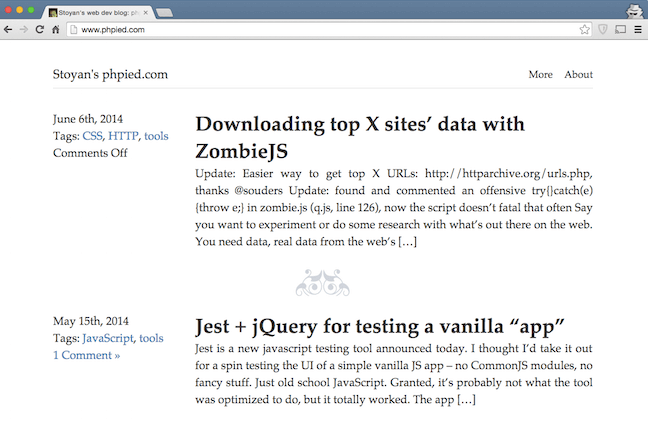 Stoyan's web dev blog: ph
www.phpied.com
Stoyan's phpied.com
More About
June 6th, 2014
Tags: CSS, HTTP, tools
Comments Off
Downloading top X sites’ data with
ZombieJS
Update: Easier way to get top X URLs: http://httparchive.org/urls.php,
thanks @souders Update: found and commented an offensive try{}catch(e)
{throw e;} in zombie.js (q.js, line 126), now the script doesn’t fatal that often Say
you want to experiment or do some research with what’s out there on the web.
You need data, real data from the web’s […]
May 15th, 2014
Tags: JavaScript, tools
1 Comment »
Jest + jQuery for testing a vanilla “app”
Jest is a new javascript testing tool announced today. I thought I’d take it out
for a spin testing the UI of a simple vanilla JS app – no CommonJS modules, no
fancy stuff. Just old school JavaScript. Granted, it’s probably not what the tool
was optimized to do, but it totally worked. The app […]